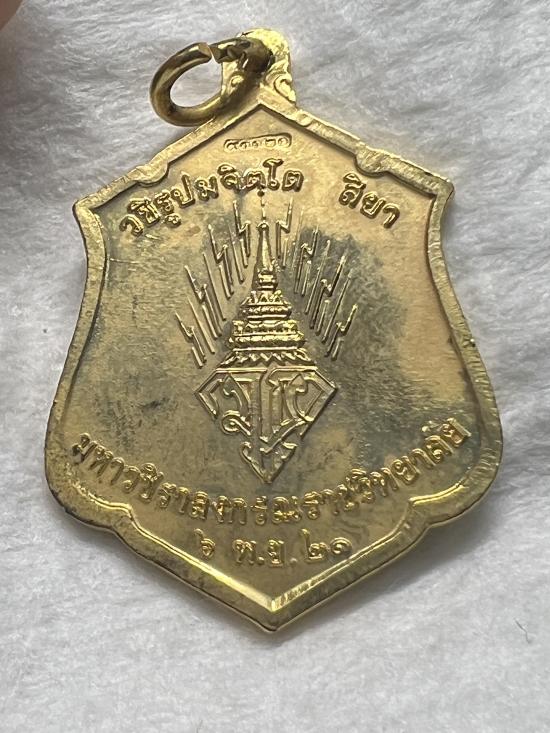 วชิรูปมจิตฺโต สิยา
มหาวชิราลงกรณราชวิทยาลัย
๖ พ.ย. ๒๑